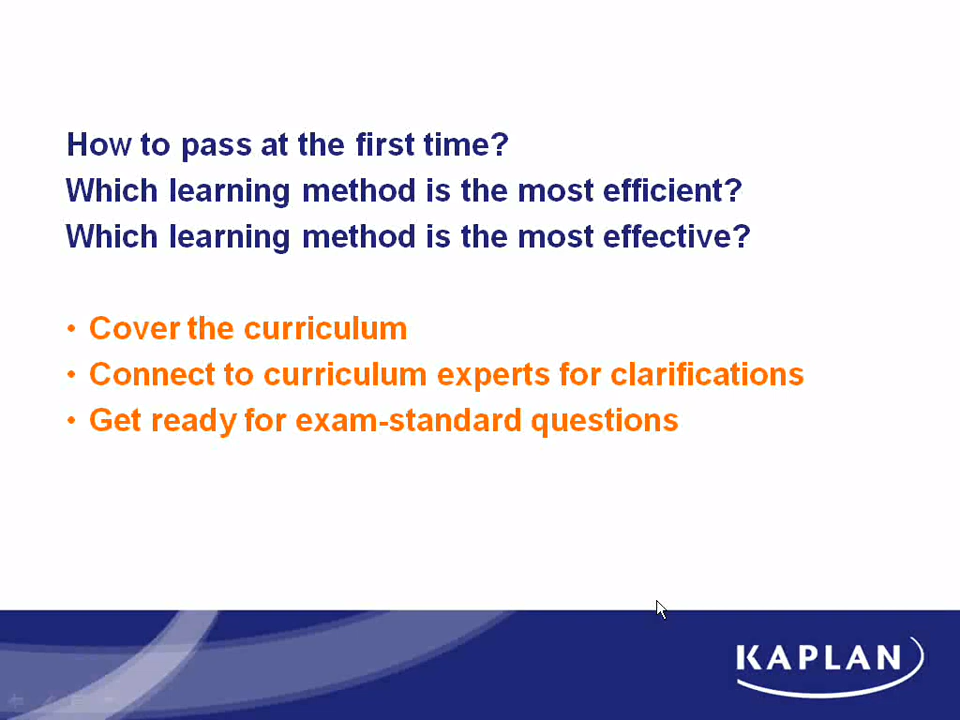 How to pass at the first time?
Which learning method is the most efficient?
Which learning method is the most effective?
• Cover the curriculum
• Connect to curriculum experts for clarifications
• Get ready for exam-standard questions
KAPLAN